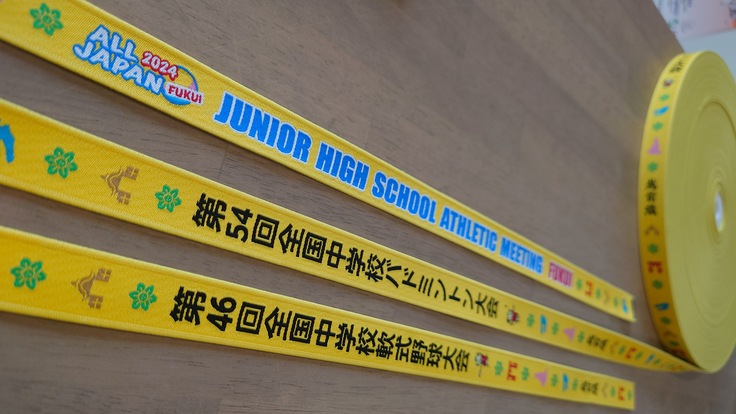 ALL
JAPAN
2024
FUKUI
JUNIOR HIGH SCHOOL ATHLETIC MEETING
FUKUI
第54回全国中学校バドミントン大会
第46回全国中学校軟式野球大会